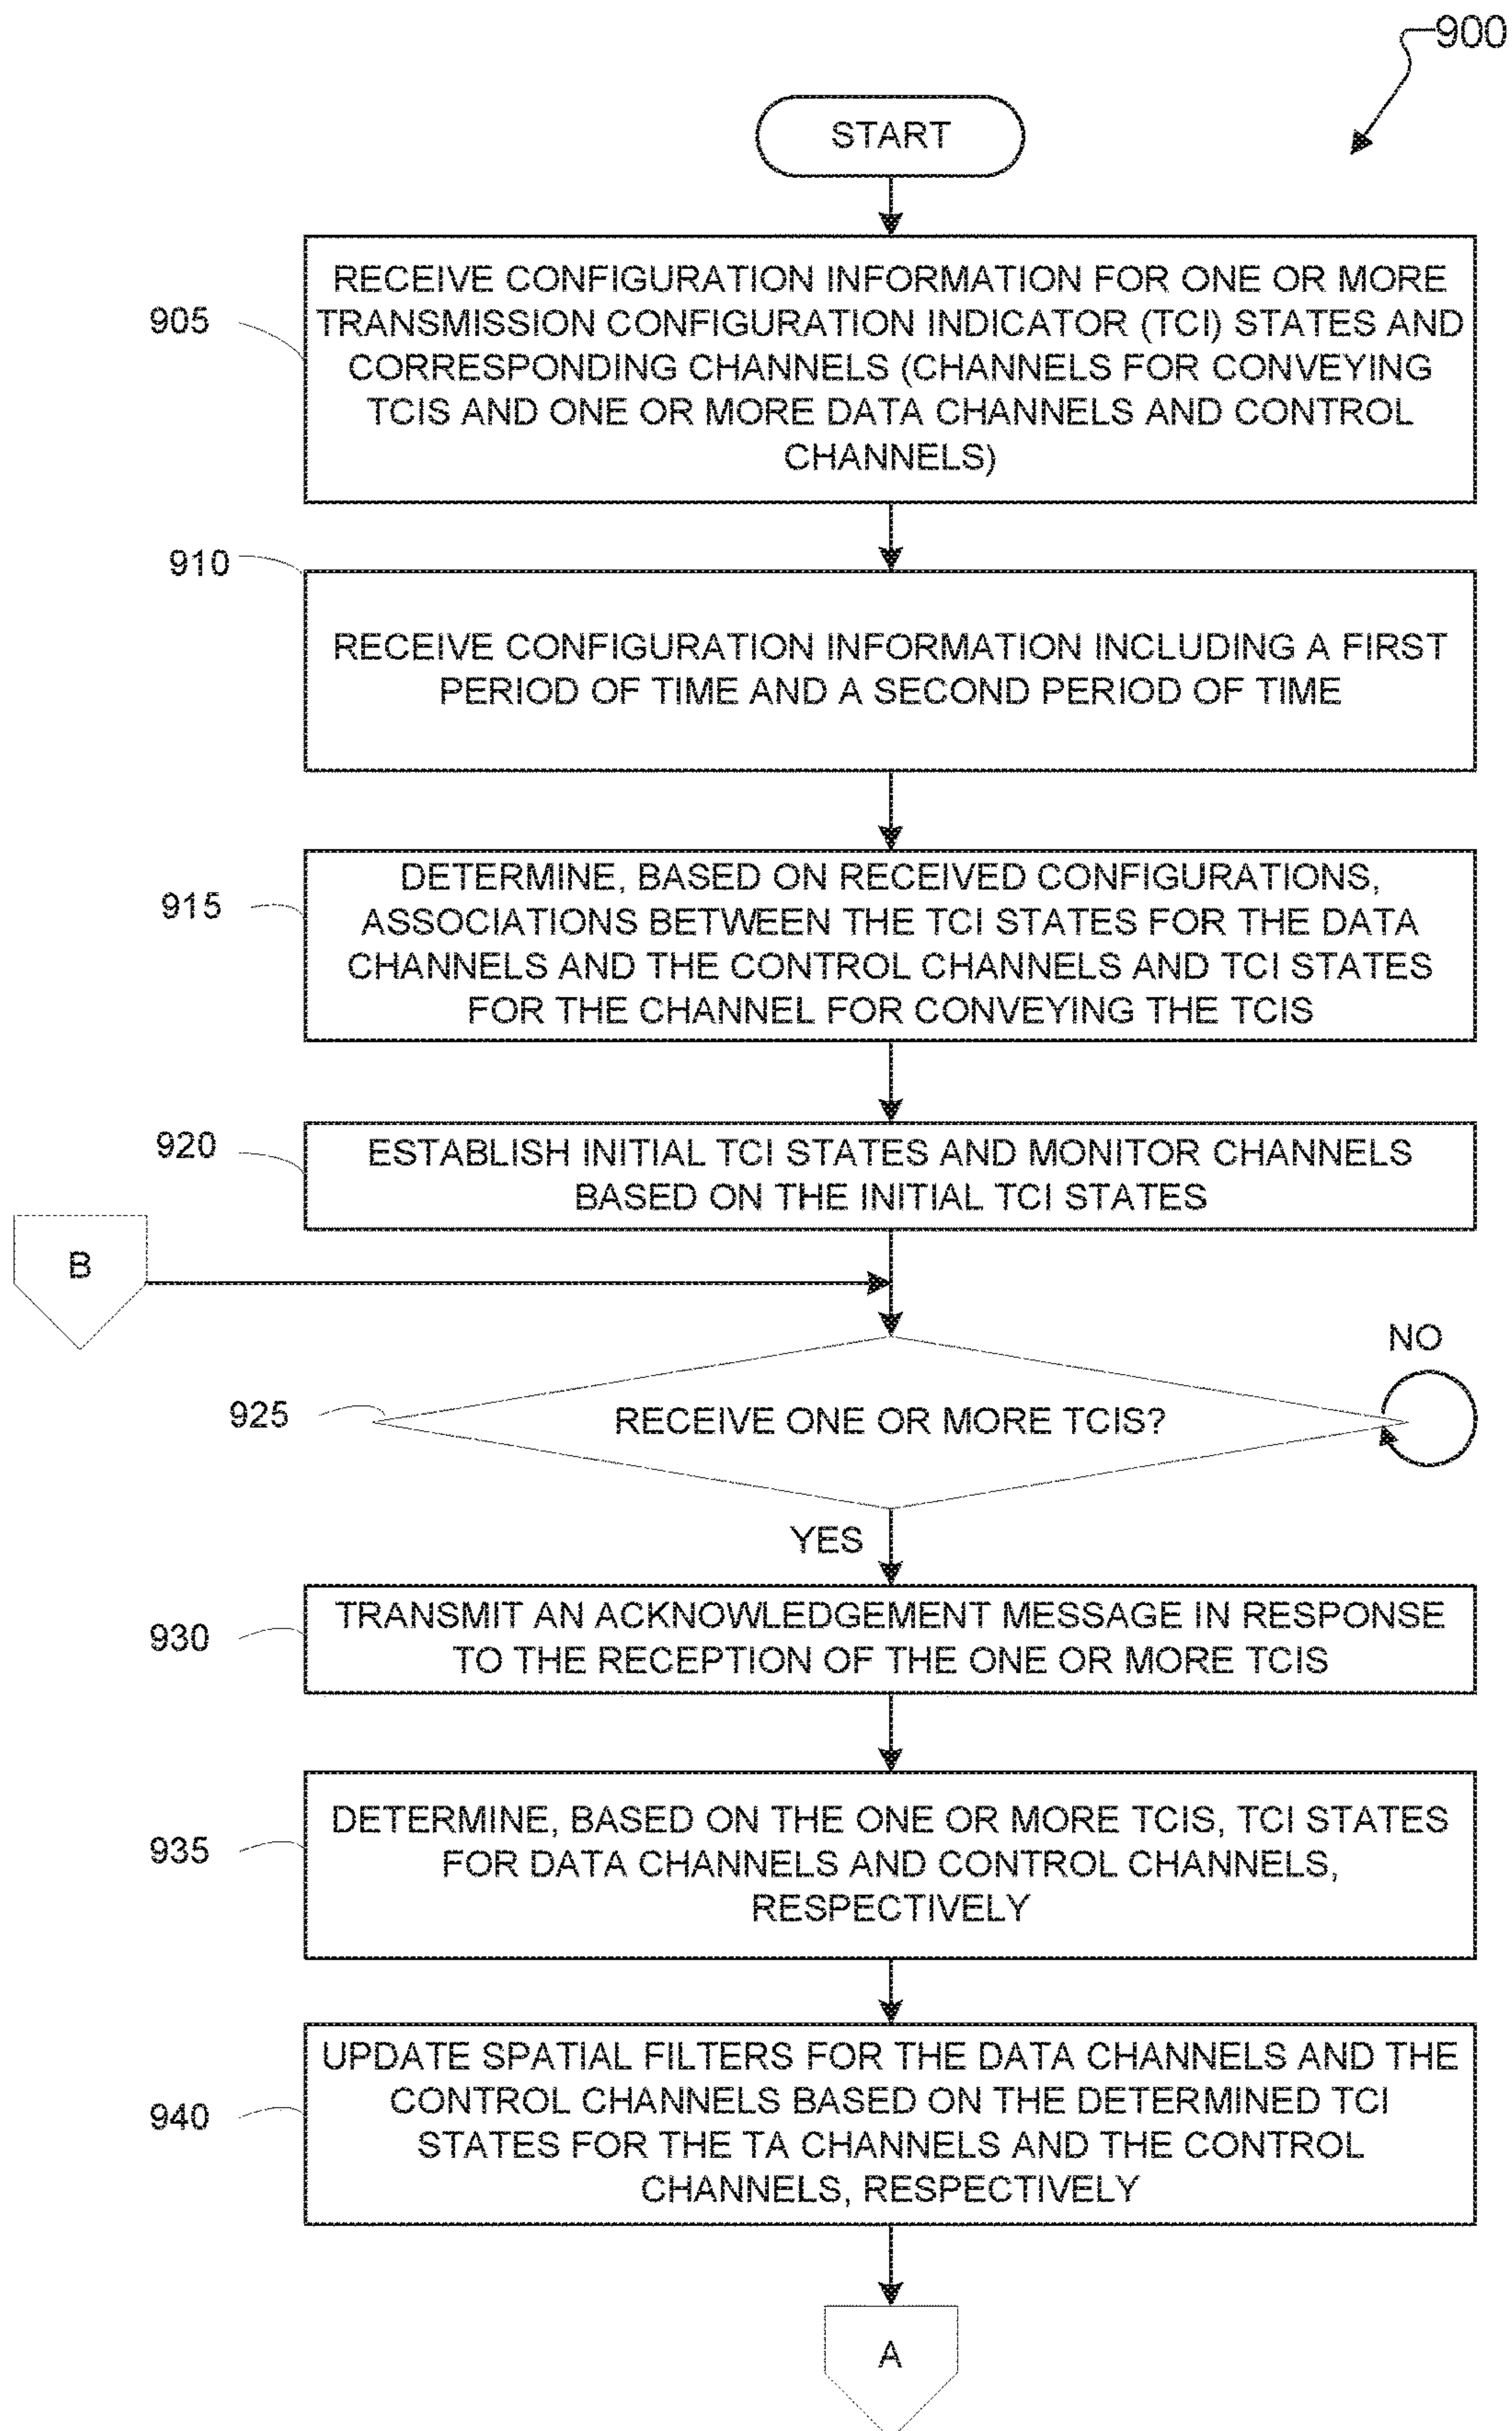 900
START
905
RECEIVE CONFIGURATION INFORMATION FOR ONE OR MORE
TRANSMISSION CONFIGURATION INDICATOR (TCI) STATES AND
CORRESPONDING CHANNELS (CHANNELS FOR CONVEYING
TCIS AND ONE OR MORE DATA CHANNELS AND CONTROL
CHANNELS)
910
RECEIVE CONFIGURATION INFORMATION INCLUDING A FIRST
PERIOD OF TIME AND A SECOND PERIOD OF TIME
915
DETERMINE, BASED ON RECEIVED CONFIGURATIONS,
ASSOCIATIONS BETWEEN THE TCI STATES FOR THE DATA
CHANNELS AND THE CONTROL CHANNELS AND TCI STATES
FOR THE CHANNEL FOR CONVEYING THE TCIS
920
ESTABLISH INITIAL TCI STATES AND MONITOR CHANNELS
BASED ON THE INITIAL TCI STATES
B
NO
925
RECEIVE ONE OR MORE TCIS?
YES
930
TRANSMIT AN ACKNOWLEDGEMENT MESSAGE IN RESPONSE
TO THE RECEPTION OF THE ONE OR MORE TCIS
935
DETERMINE, BASED ON THE ONE OR MORE TCIS, TCI STATES
FOR DATA CHANNELS AND CONTROL CHANNELS,
RESPECTIVELY
940
UPDATE SPATIAL FILTERS FOR THE DATA CHANNELS AND THE
CONTROL CHANNELS BASED ON THE DETERMINED TCI
STATES FOR THE TA CHANNELS AND THE CONTROL
CHANNELS, RESPECTIVELY
A